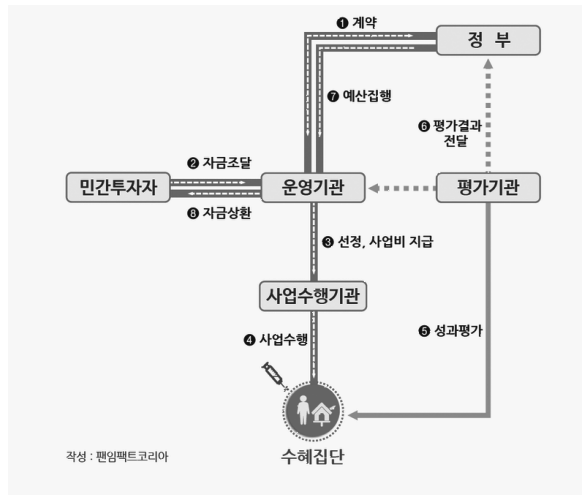 ❶ 계약
정 부
❼ 예산집행
❻ 평가결과
전달
❷ 자금조달
민간투자자
운영기관
평가기관
❽ 자금상환
❸ 선정, 사업비 지급
사업수행기관
❹ 사업수행
❺ 성과평가
작성 : 팬임팩트코리아
수혜집단